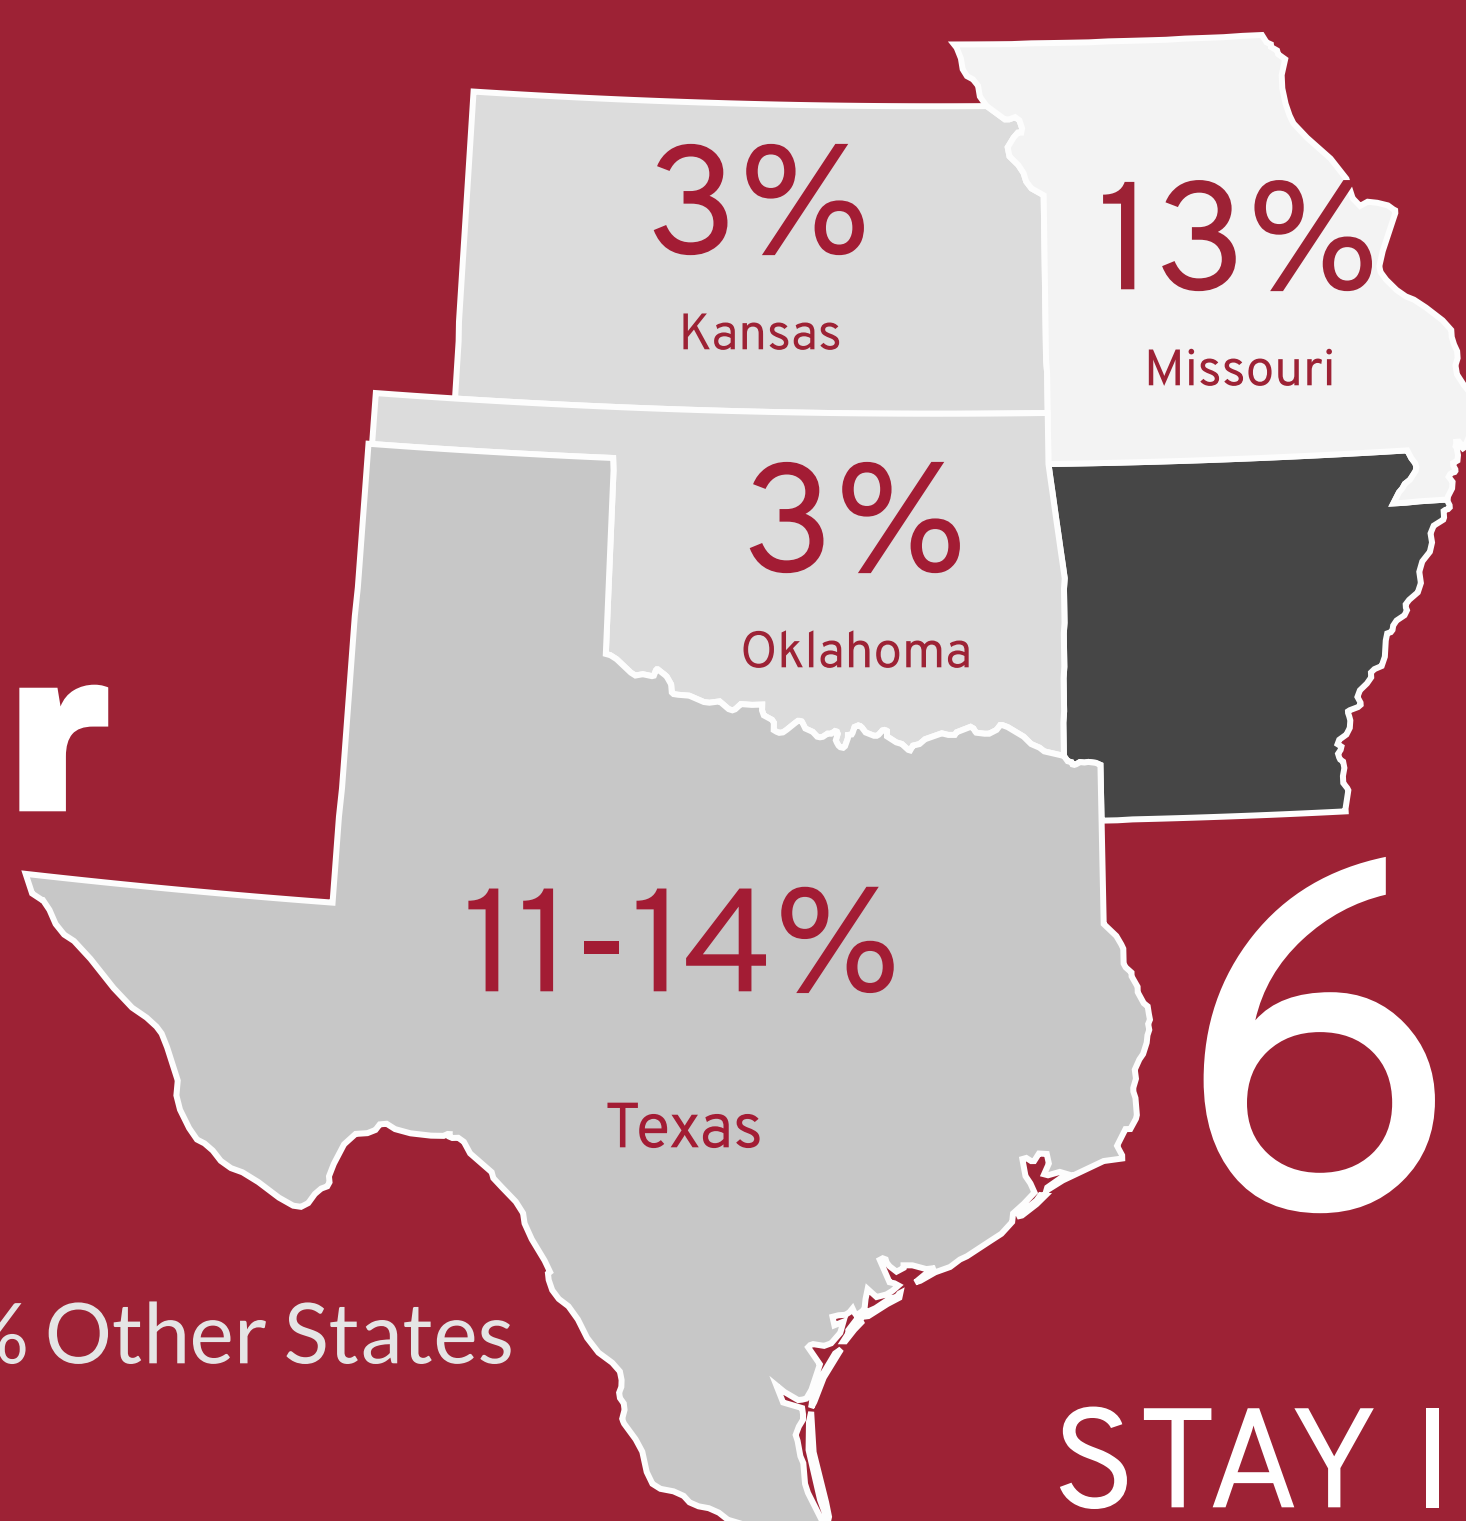 3%
13%
Kansas
Missouri
3%
Oklahoma
r
11-14%
6
Texas
% Other States
STAY I